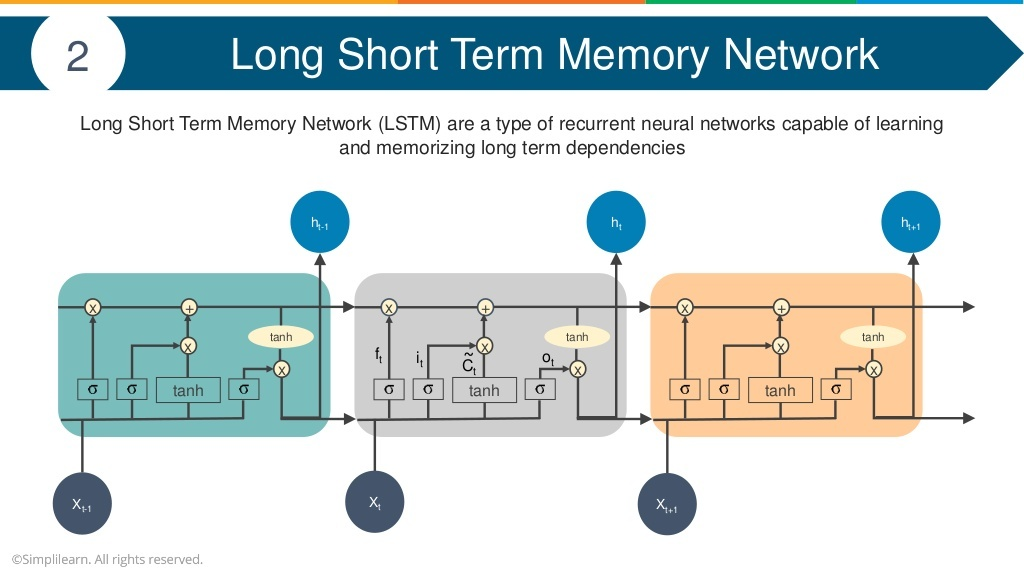 2
Long Short Term Memory Network
Long Short Term Memory Network (LSTM) are a type of recurrent neural networks capable of learning
and memorizing long term dependencies
hₜ₋₁ hₜ hₜ₊₁
x + x + x +
tanh tanh tanh
x fₜ iₜ C̃ₜ x oₜ x
x x x
σ σ tanh σ σ σ tanh σ σ σ tanh σ
Xₜ₋₁ Xₜ Xₜ₊₁
©Simplilearn. All rights reserved.